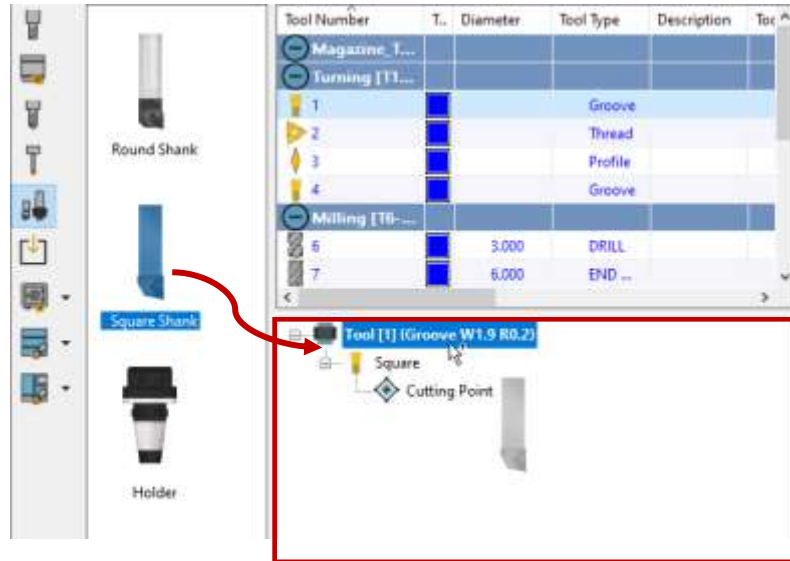 Tool Number T.. Diameter Tool Type Description Toc
Magazine_T...
Turning [T1...
1 Groove
2 Thread
3 Profile
4 Groove
Milling [T6-...
6 3.000 DRILL
7 6.000 END ...
Round Shank
Square Shank
Holder
Tool [1] (Groove W1.9 R0.2)
Square
Cutting Point